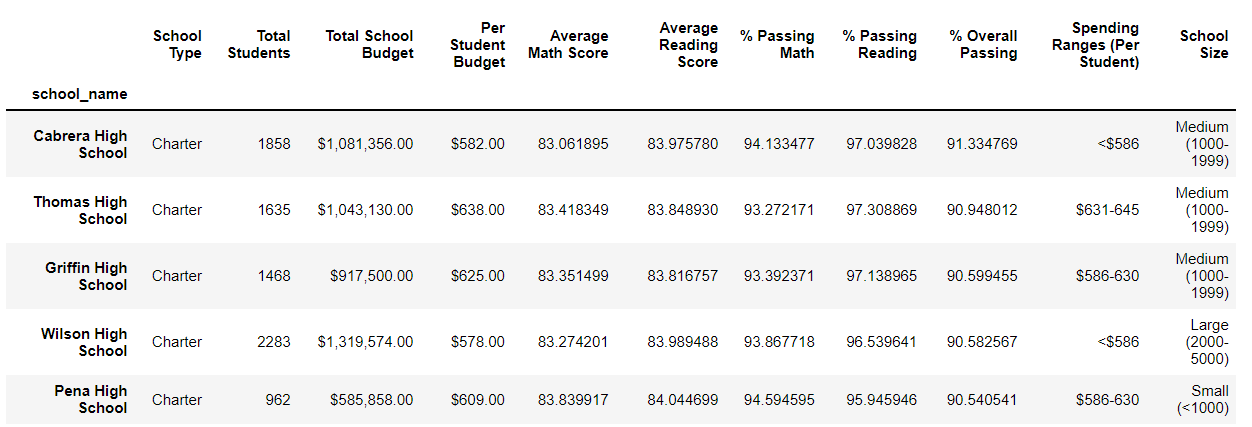 School Type Total Students Total School Budget Per Student Budget Average Math Score Average Reading Score % Passing Math % Passing Reading % Overall Passing Spending Ranges (Per Student) School Size
school_name
Cabrera High School Charter 1858 $1,081,356.00 $582.00 83.061895 83.975780 94.133477 97.039828 91.334769 <$586 Medium (1000-1999)
Thomas High School Charter 1635 $1,043,130.00 $638.00 83.418349 83.848930 93.272171 97.308869 90.948012 $631-645 Medium (1000-1999)
Griffin High School Charter 1468 $917,500.00 $625.00 83.351499 83.816757 93.392371 97.138965 90.599455 $586-630 Medium (1000-1999)
Wilson High School Charter 2283 $1,319,574.00 $578.00 83.274201 83.989488 93.867718 96.539641 90.582567 <$586 Large (2000-5000)
Pena High School Charter 962 $585,858.00 $609.00 83.839917 84.044699 94.594595 95.945946 90.540541 $586-630 Small (<1000)